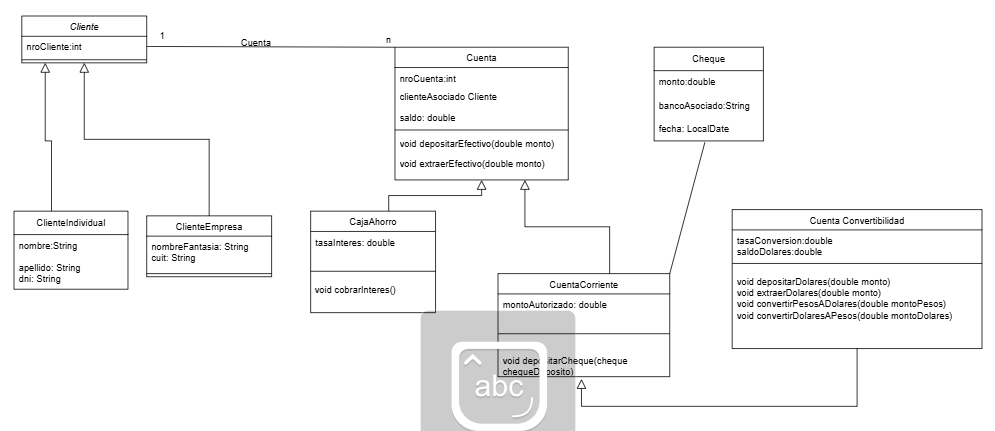 Cliente
nroCliente:int
1
Cuenta
n
Cuenta
nroCuenta:int
clienteAsociado Cliente
saldo: double
void depositarEfectivo(double monto)
void extraerEfectivo(double monto)
Cheque
monto:double
bancoAsociado:String
fecha: LocalDate
ClienteIndividual
nombre:String
apellido: String
dni: String
ClienteEmpresa
nombreFantasia: String
cuit: String
CajaAhorro
tasaInteres: double
void cobrarInteres()
CuentaCorriente
montoAutorizado: double
void depositarCheque(cheque
chequeDeposito)
Cuenta Convertibilidad
tasaConversion:double
saldoDolares:double
void depositarDolares(double monto)
void extraerDolares(double monto)
void convertirPesosADolares(double montoPesos)
void convertirDolaresAPesos(double montoDolares)
abc